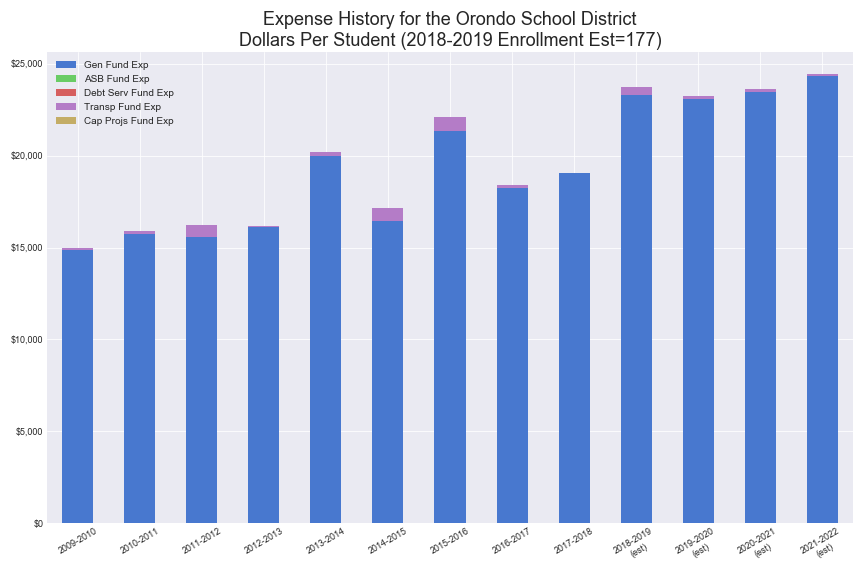 Expense History for the Orondo School District
Dollars Per Student (2018-2019 Enrollment Est=177)
Gen Fund Exp
ASB Fund Exp
Debt Serv Fund Exp
Transp Fund Exp
Cap Projs Fund Exp
$25,000
$20,000
$15,000
$10,000
$5,000
$0
2009-2010
2010-2011
2011-2012
2012-2013
2013-2014
2014-2015
2015-2016
2016-2017
2017-2018
2018-2019
(est)
2019-2020
(est)
2020-2021
(est)
2021-2022
(est)